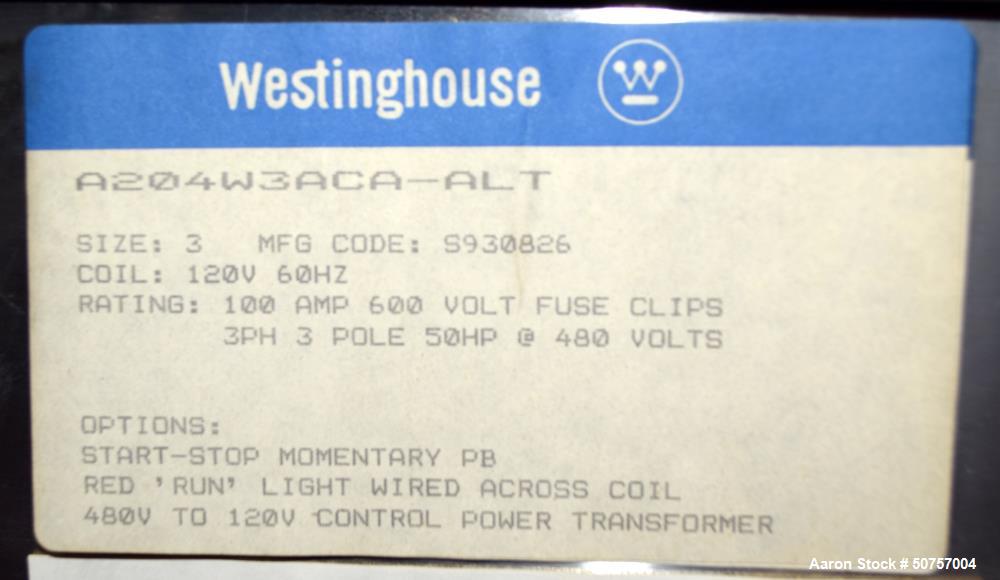 Westinghouse
W
A204W3ACA-ALT
SIZE: 3 MFG CODE: S930826
COIL: 120V 60HZ
RATING: 100 AMP 600 VOLT FUSE CLIPS
3PH 3 POLE 50HP @ 480 VOLTS
OPTIONS:
START-STOP MOMENTARY PB
RED 'RUN' LIGHT WIRED ACROSS COIL
480V TO 120V CONTROL POWER TRANSFORMER
Aaron Stock # 50757004